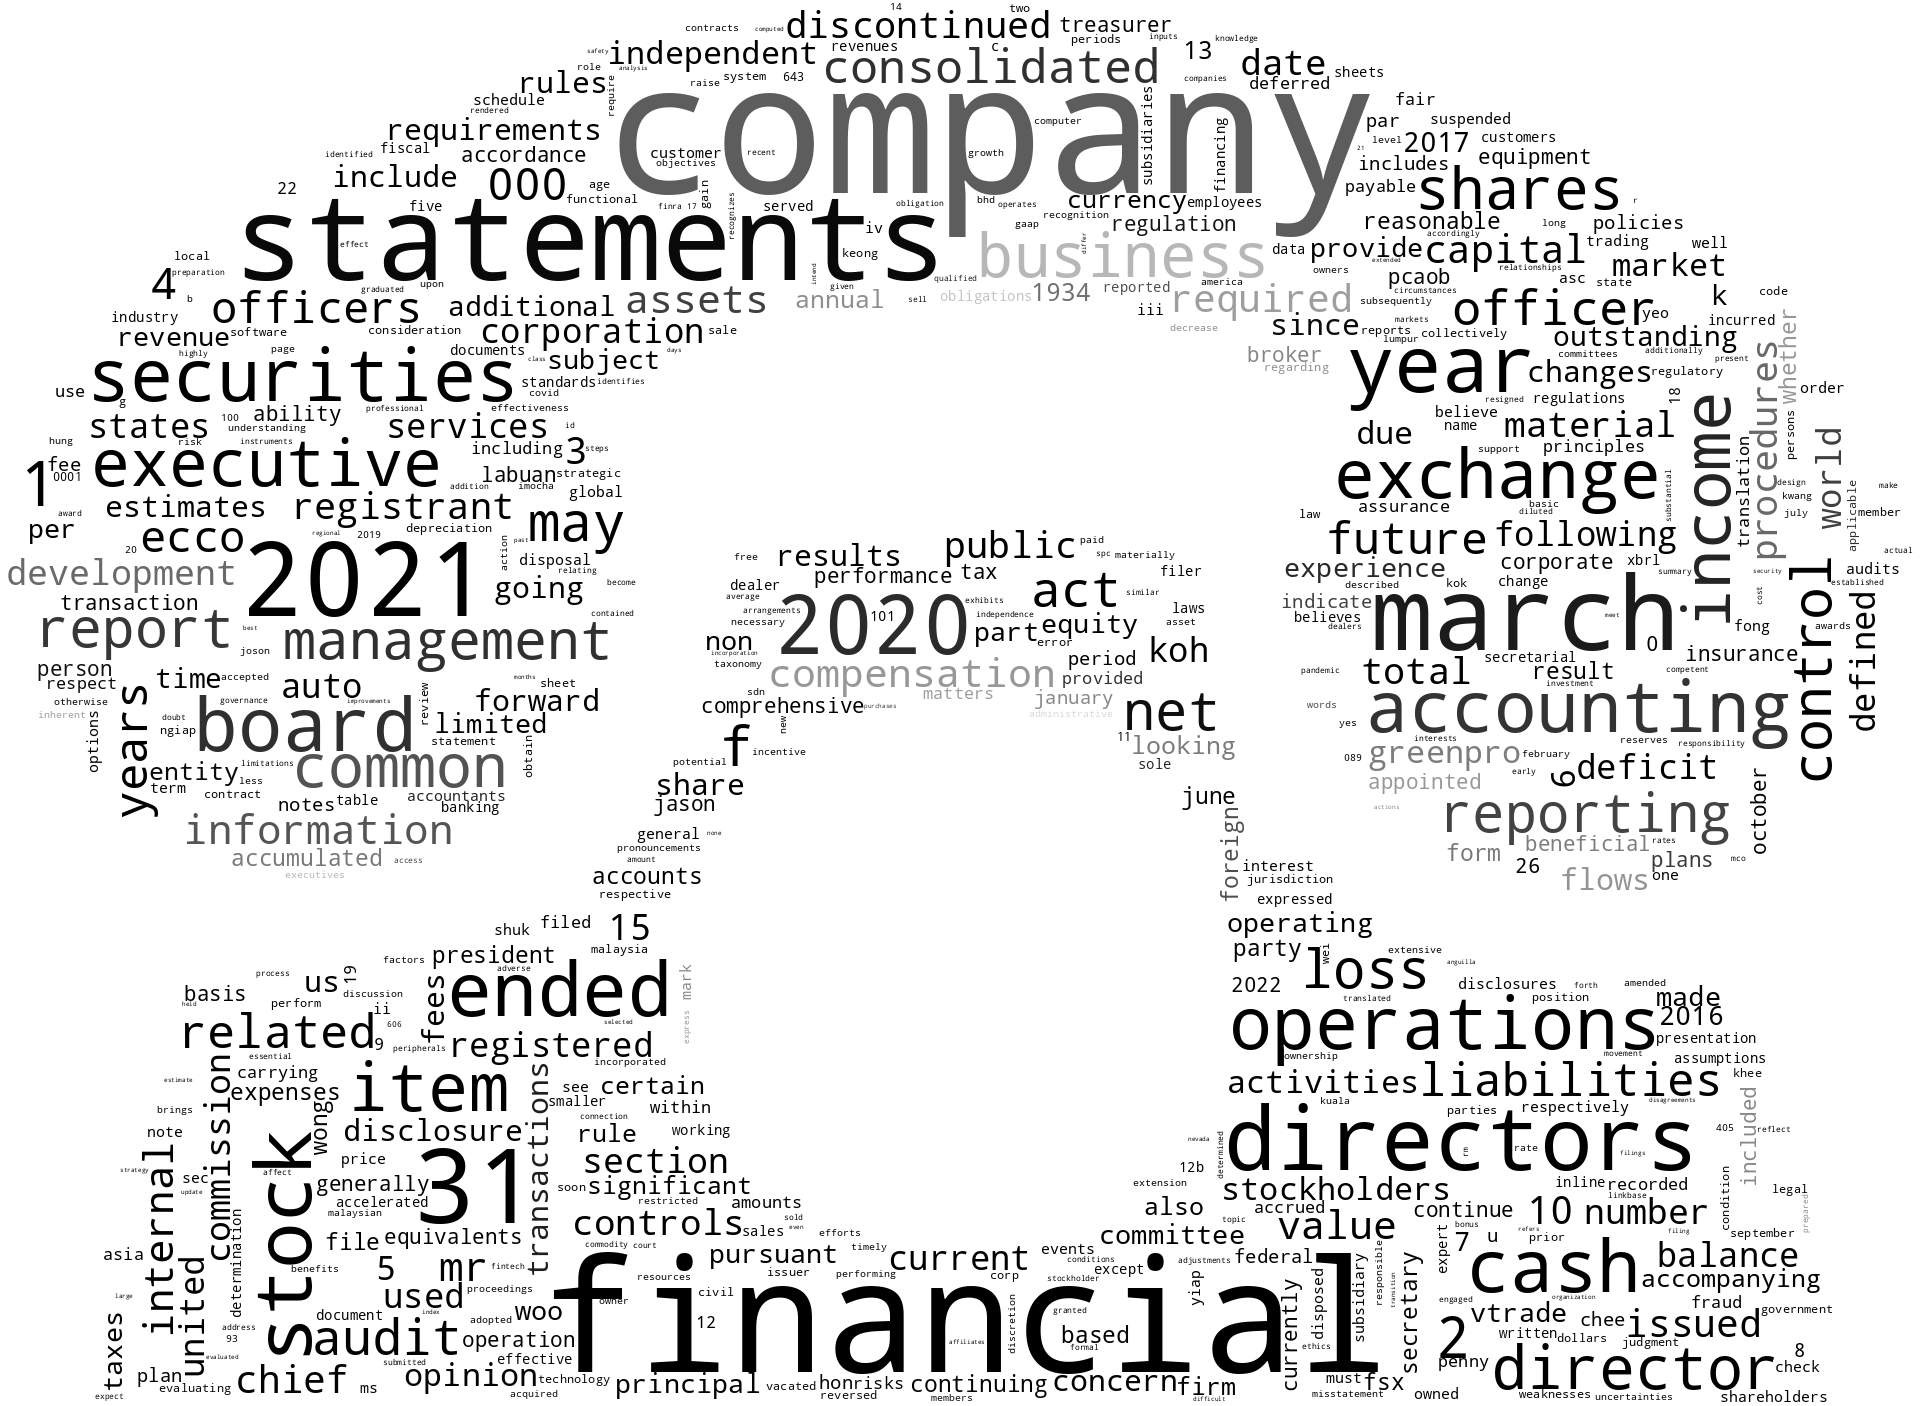 14 two
contracts computed discontinued treasurer
safety independent revenues c periods inputs 13 knowledge
role analysis consolidated date
rules raise system 643 companies deferred sheets
schedule require company subsidiaries fair
rendered requirements computer par suspended
identified fiscal accordance customer recent growth financing level 2017 customers
objectives 21 includes equipment
22 include 000 age functional gain payable shares
five finra 17 recognizes served obligation bhd operates currency employees r
statements iv gaap recognition regulation reasonable long policies
local effect keong business differ data provide capital accordingly trading well
4 preparation graduated upon intend given qualified america owners extended relationships market
b officers additional assets annual sell obligations 1934 reported required pcaob asc state k code
industry corporation sale iii subsequently circumstances officer yeo incurred
revenue software consideration decrease since reports markets collectively outstanding whether
highly page documents class days subject broker lumpur year committees additionally present
securities standards identifies regarding changes regulatory
use g covid resigned regulations 18 order
states 100 ability professional effectiveness believe name material income procedures
understanding services id due principles persons
hung risk instruments including 3 steps support translation world
fee executive labuan strategic exchange design make
1 0001 addition imocha global assurance basic substantial kwang
award estimates registrant may law diluted july applicable member
per ecco regional 2019 depreciation past action free results public paid future following actual
20 2021 disposal relating dealer performance tax spc materially experience corporate xbrl audits
development going become average filer described kok change summary security established
transaction contained arrangements 2020 101 exhibits act similar laws indicate march meet cost control defined
report best management necessary independence part equity asset believes 0 fong awards
joson non incorporation error koh dealers
person accepted taxonomy compensation period secretarial insurance
respect time auto months sheet sdn matters provided pandemic total result competent
otherwise governance improvements forward january investment
inherent years doubt board review limited comprehensive purchases administrative net words accounting
options ngiap statement new 11 yes
entity limitations common obtain f incentive looking interests reserves responsibility
term less potential sole 089 greenpro february
contract notes table accountants share early 6 deficit
banking jason june appointed october
information general none foreign actions reporting
accumulated access pronouncements beneficial rates
executives amount interest form 26 plans mco
accounts jurisdiction flows one
respective expressed
shuk filed 15 operating
factors president malaysia party wei extensive
process us 19 adverse ended 2022 loss anguilla
basis discussion fees mark translated disclosures forth amended
held perform ii position made
related 606 selected express operations 2016
9 peripherals registered presentation
essential incorporated ownership movement assumptions
estimate commission carrying item transactions see certain activities liabilities khee
expenses smaller within kuala disagreements
brings wong connection parties respectively included
note disclosure rule working nevada directors 405 reflect
internal stock price section determined rm rate filings
strategy sec affect 31 12b
update generally soon significant extension inline recorded legal
accelerated restricted amounts also stockholders linkbase condition
malaysian controls sold topic accrued continue 10 number prepared
determination file equivalents sales even efforts committee value bonus refers filing september
asia commodity court pursuant timely current events adjustments federal expert 7 u prior
united benefits 5 mr fintech resources issuer performing corp conditions except cash balance
large used proceedings civil stockholder yiap currently disposed subsidiary responsible secretary engaged organization accompanying
taxes address document index woo owner financial granted transition vtrade fraud government
93 audit adopted operation 12 discretion based 2 chee issued
evaluated submitted effective affiliates formal ethics written dollars judgment 8
plan chief opinion technology penny director check
evaluating ms principal vacated honrisks continuing concern firm must fsx
expect acquired reversed members difficult misstatement owned weaknesses uncertainties shareholders